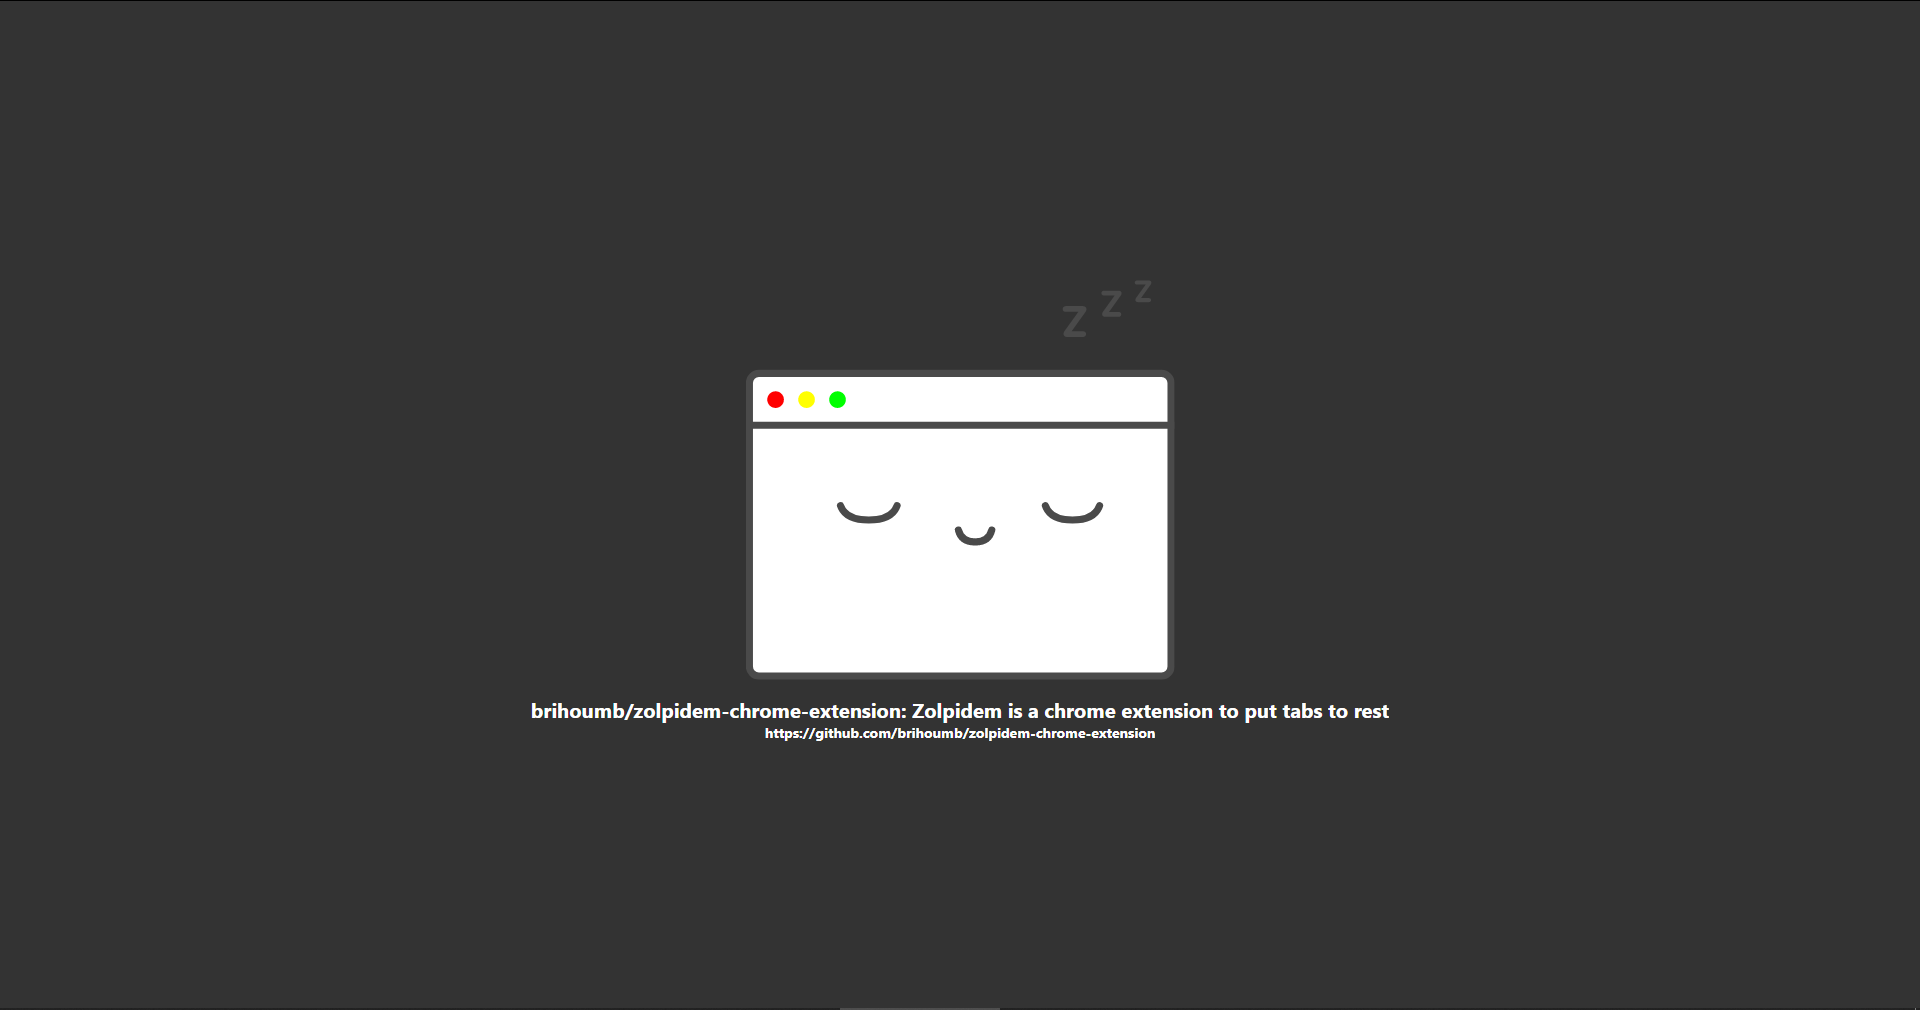 z z z
brihoumb/zolpidem-chrome-extension: Zolpidem is a chrome extension to put tabs to rest
https://github.com/brihoumb/zolpidem-chrome-extension